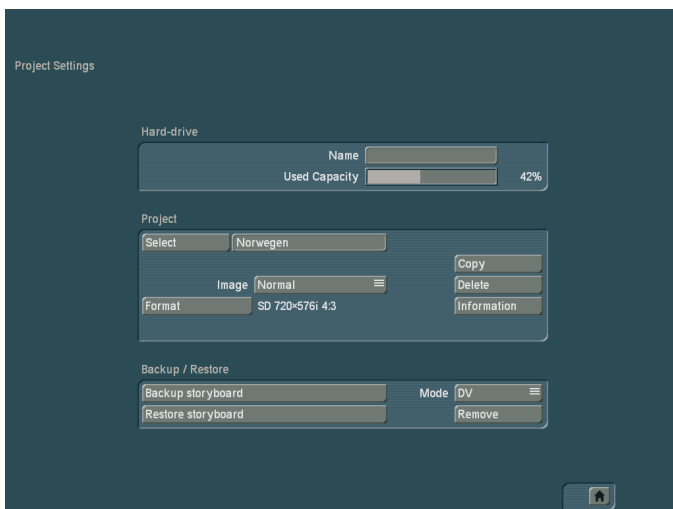 Project Settings
Hard-drive
Name
Used Capacity 42%
Project
Select Norwegen
Copy
Image Normal Delete
Format SD 720×576i 4:3 Information
Backup / Restore
Backup storyboard Mode DV
Restore storyboard Remove